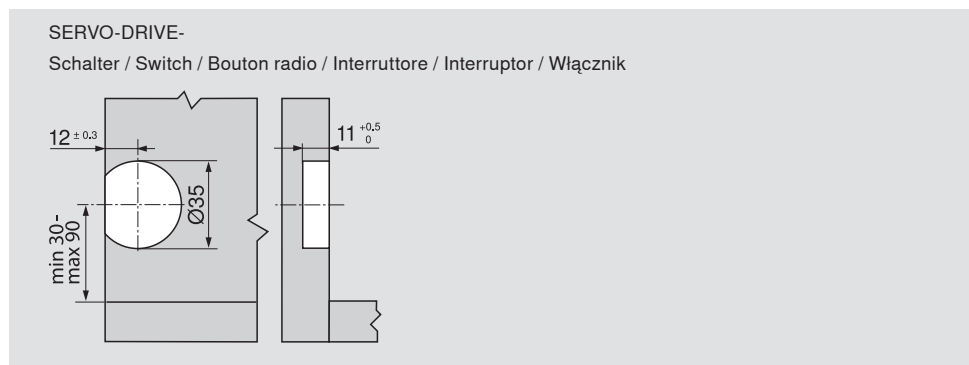 SERVO-DRIVE-
Schalter / Switch / Bouton radio / Interruttore / Interruptor / Włącznik
12 ± 0.3
11 +0.5 0
Ø35
min 30-
max 90